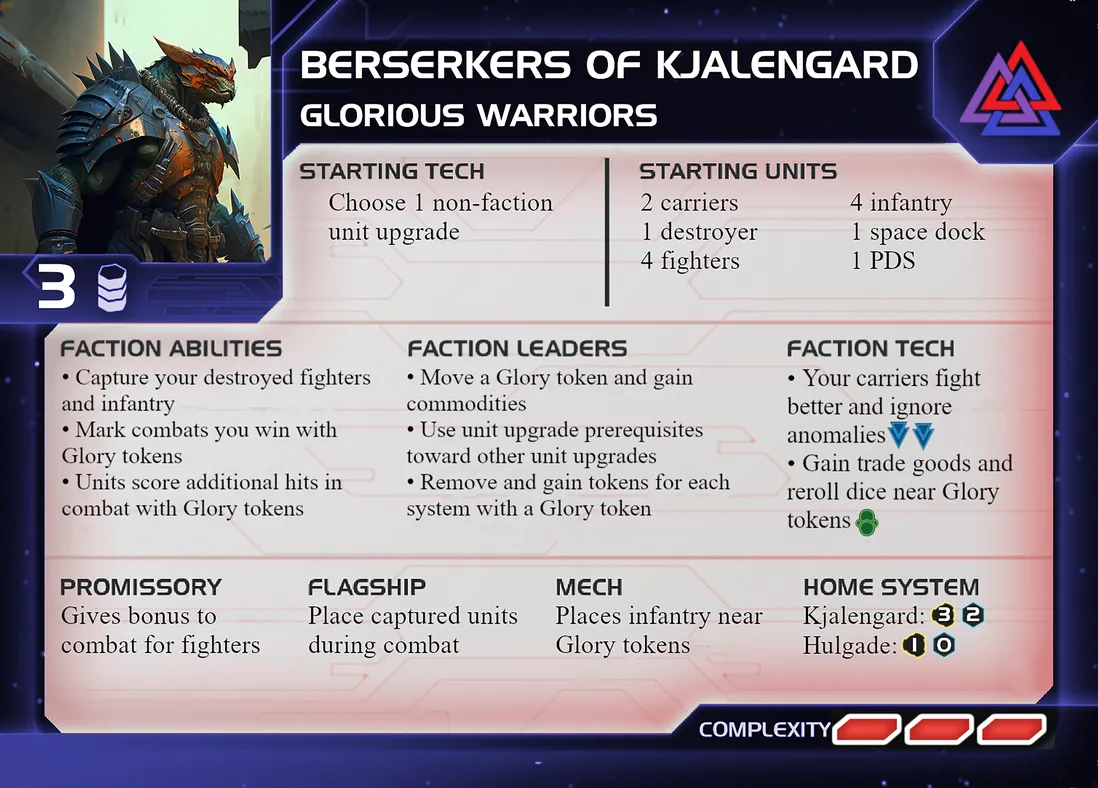 BERSERKERS OF KJALENGARD
GLORIOUS WARRIORS
3
STARTING TECH
Choose 1 non-faction
unit upgrade
STARTING UNITS
2 carriers
1 destroyer
4 fighters
4 infantry
1 space dock
1 PDS
FACTION ABILITIES
• Capture your destroyed fighters
and infantry
• Mark combats you win with
Glory tokens
• Units score additional hits in
combat with Glory tokens
FACTION LEADERS
• Move a Glory token and gain
commodities
• Use unit upgrade prerequisites
toward other unit upgrades
• Remove and gain tokens for each
system with a Glory token
FACTION TECH
• Your carriers fight
better and ignore
anomalies
• Gain trade goods and
reroll dice near Glory
tokens
PROMISSORY
Gives bonus to
combat for fighters
FLAGSHIP
Place captured units
during combat
MECH
Places infantry near
Glory tokens
HOME SYSTEM
Kjalengard: 3 2
Hulgade: 1 0
COMPLEXITY